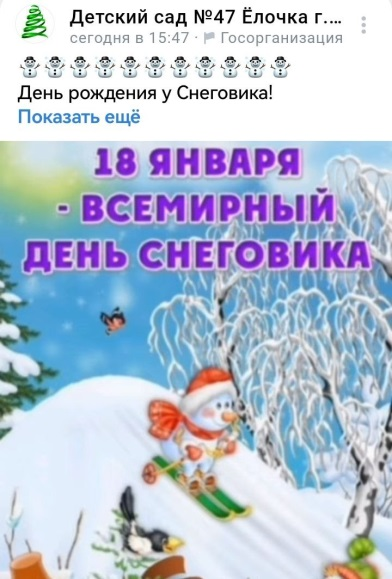 Детский сад №47 Ёлочка г....
сегодня в 15:47 · Госорганизация
⛄⛄⛄⛄⛄⛄⛄⛄⛄⛄⛄
День рождения у Снеговика!
Показать ещё
18 ЯНВАРЯ
- ВСЕМИРНЫЙ
ДЕНЬ СНЕГОВИКА